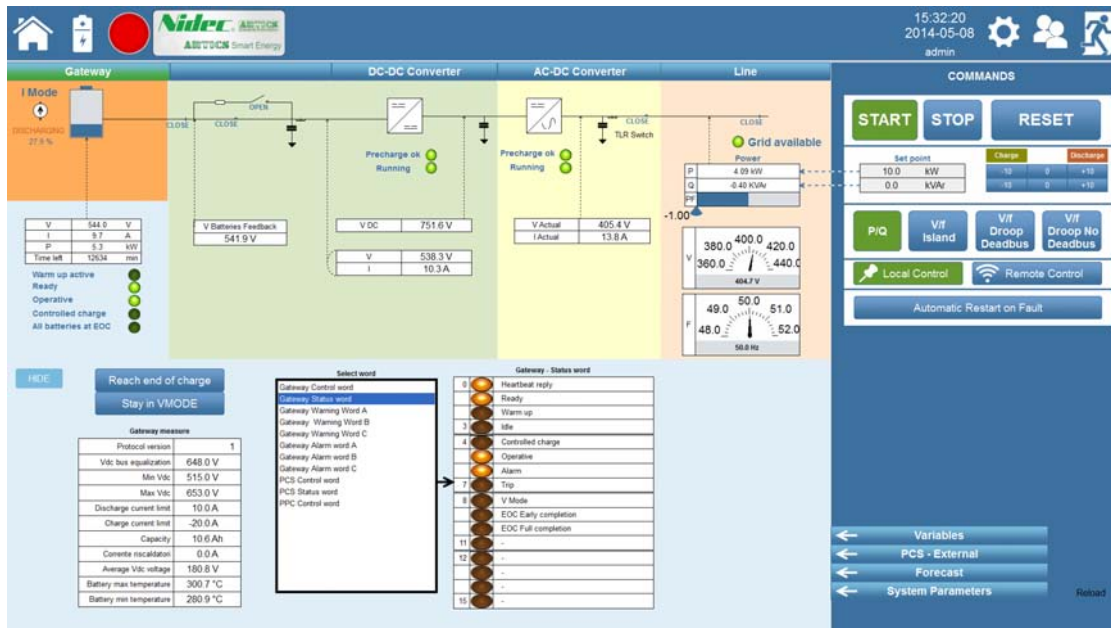 Nidec ANSALDO
ANSALDO Smart Energy
15:32:20
2014-05-08
admin
Gateway
DC-DC Converter
AC-DC Converter
Line
COMMANDS
I Mode
DISCHARGING
27.9 %
CLOSE
CLOSE
OPEN
CLOSE
TLR Switch
CLOSE
Grid available
Precharge ok
Running
Precharge ok
Running
Power
P 4.09 kW
Q -0.40 KVAr
PF
-1.00
START STOP RESET
Set point
Charge
Discharge
10.0 kW
-10 0 +10
0.0 kVAr
-10 0 +10
V 544.0 V
I 9.7 A
P 5.3 kW
Time left 12634 min
V Batteries Feedback
541.9 V
V DC 751.6 V
V 538.3 V
I 10.3 A
V Actual 405.4 V
I Actual 13.8 A
P/Q
V/f Island
V/f Droop Deadbus
V/f Droop No Deadbus
Local Control
Remote Control
Automatic Restart on Fault
V
360.0 380.0 400.0 420.0 440.0
404.7 V
F
48.0 49.0 50.0 51.0 52.0
50.0 Hz
Warm up active
Ready
Operative
Controlled charge
All batteries at EOC
HIDE
Reach end of charge
Stay in VMODE
Gateway measure
Protocol version 1
Vdc bus equalization 648.0 V
Min Vdc 515.0 V
Max Vdc 653.0 V
Discharge current limit 10.0 A
Charge current limit -20.0 A
Capacity 10.6 Ah
Corrente riscaldatori 0.0 A
Average Vdc voltage 180.8 V
Battery max temperature 300.7 °C
Battery min temperature 280.9 °C
Select word
Gateway Control word
Gateway Status word
Gateway Warning Word A
Gateway Warning Word B
Gateway Warning Word C
Gateway Alarm word A
Gateway Alarm word B
Gateway Alarm word C
PCS Control word
PCS Status word
PPC Control word
Gateway - Status word
0 Heartbeat reply
Ready
Warm up
3 Idle
4 Controlled charge
Operative
Alarm
7 Trip
8 V Mode
EOC Early completion
EOC Full completion
11 -
12 -
-
-
15 -
Variables
PCS - External
Forecast
System Parameters
Reload